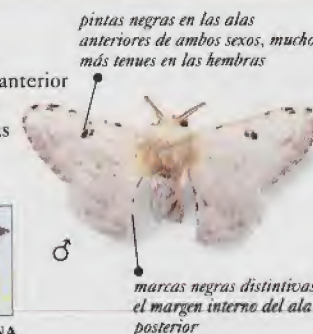 pintas negras en las alas
anteriores de ambos sexos, mucho
más tenues en las hembras
anterior
♂
marcas negras distintivas
el margen interno del ala
posterior